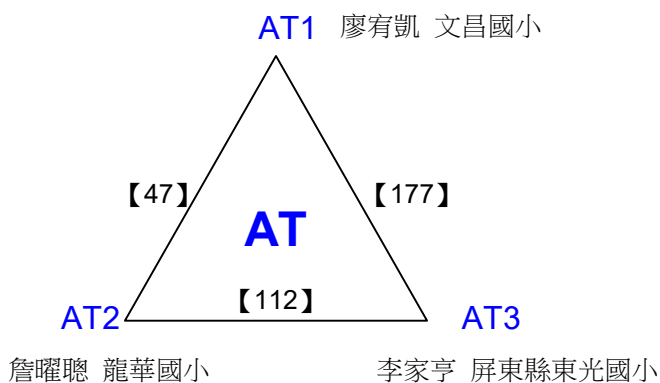 AT1 廖宥凱 文昌國小
【47】 【177】
AT
【112】
AT2 AT3
詹曜聰 龍華國小 李家亨 屏東縣東光國小